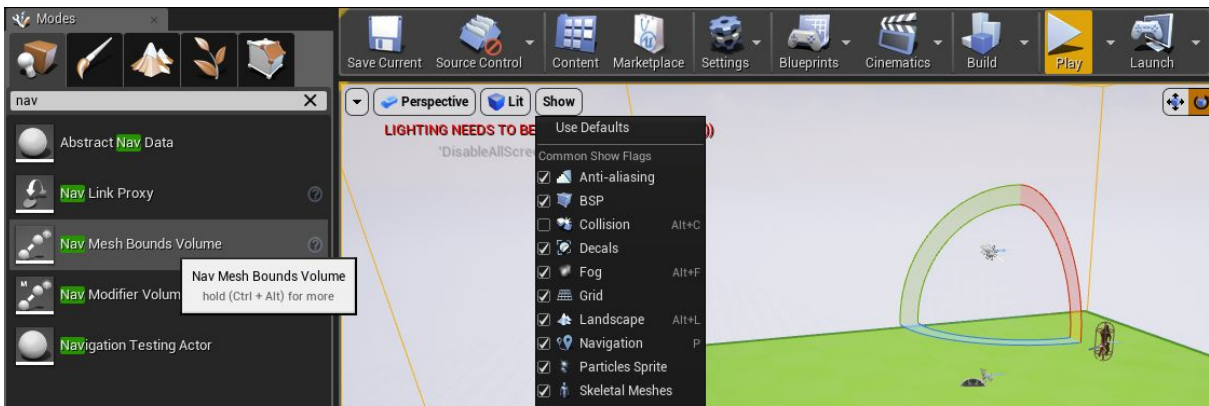 Modes
nav
Abstract Nav Data
Nav Link Proxy
Nav Mesh Bounds Volume
Nav Modifier Volum
Navigation Testing Actor
Nav Mesh Bounds Volume
hold (Ctrl + Alt) for more
Save Current
Source Control
Content
Marketplace
Settings
Blueprints
Cinematics
Build
Play
Launch
Perspective
Lit
Show
LIGHTING NEEDS TO BE
'DisableAllScre
Use Defaults
Common Show Flags
Anti-aliasing
BSP
Collision Alt+C
Decals
Fog Alt+F
Grid
Landscape Alt+L
Navigation P
Particles Sprite
Skeletal Meshes